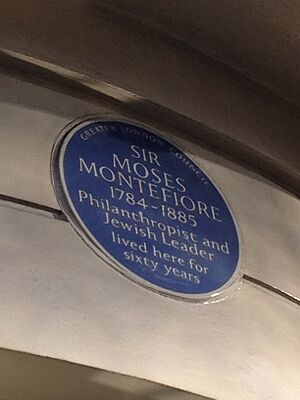 GREATER LONDON COUNCIL
SIR
MOSES
MONTEFIORE
1784-1885
Philanthropist and
Jewish Leader
lived here for
sixty years